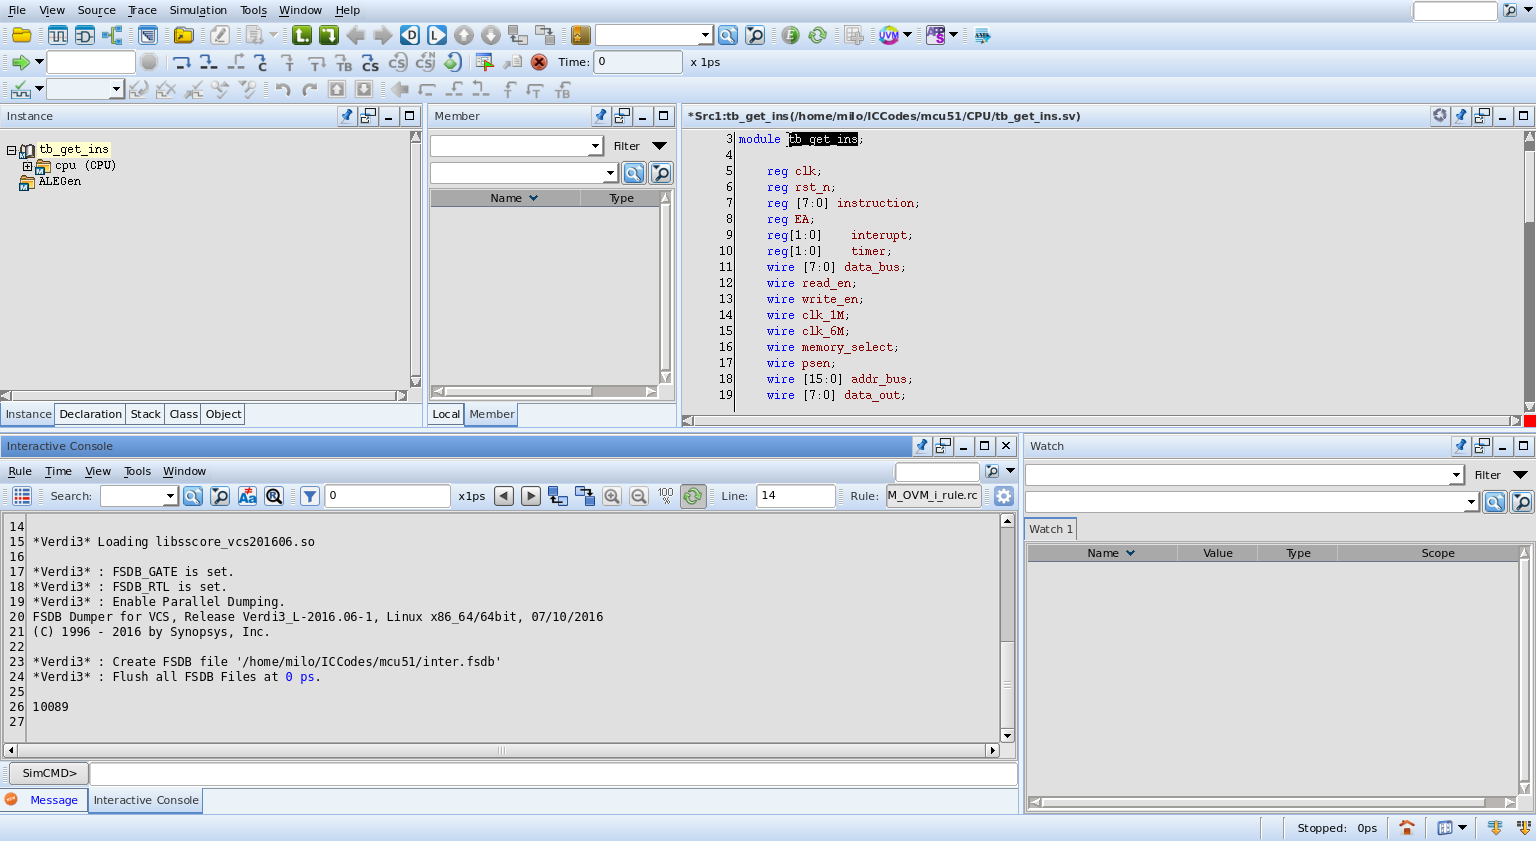 File View Source Trace Simulation Tools Window Help
Time: 0 x 1ps
Instance
tb_get_ins
cpu (CPU)
ALEGen
Instance Declaration Stack Class Object
Member
Filter
Name Type
Local Member
*Src1:tb_get_ins(/home/milo/ICCodes/mcu51/CPU/tb_get_ins.sv)
3 module tb_get_ins;
4
5 reg clk;
6 reg rst_n;
7 reg [7:0] instruction;
8 reg EA;
9 reg[1:0] interupt;
10 reg[1:0] timer;
11 wire [7:0] data_bus;
12 wire read_en;
13 wire write_en;
14 wire clk_1M;
15 wire clk_6M;
16 wire memory_select;
17 wire psen;
18 wire [15:0] addr_bus;
19 wire [7:0] data_out;
Interactive Console
Rule Time View Tools Window
Search: 0 x1ps 100 % Line: 14 Rule: M_OVM_i_rule.rc
14
15 *Verdi3* Loading libsscore_vcs201606.so
16
17 *Verdi3* : FSDB_GATE is set.
18 *Verdi3* : FSDB_RTL is set.
19 *Verdi3* : Enable Parallel Dumping.
20 FSDB Dumper for VCS, Release Verdi3_L-2016.06-1, Linux x86_64/64bit, 07/10/2016
21 (C) 1996 - 2016 by Synopsys, Inc.
22
23 *Verdi3* : Create FSDB file '/home/milo/ICCodes/mcu51/inter.fsdb'
24 *Verdi3* : Flush all FSDB Files at 0 ps.
25
26 10089
27
SimCMD>
Message Interactive Console
Watch
Filter
Watch 1
Name Value Type Scope
Stopped: 0ps